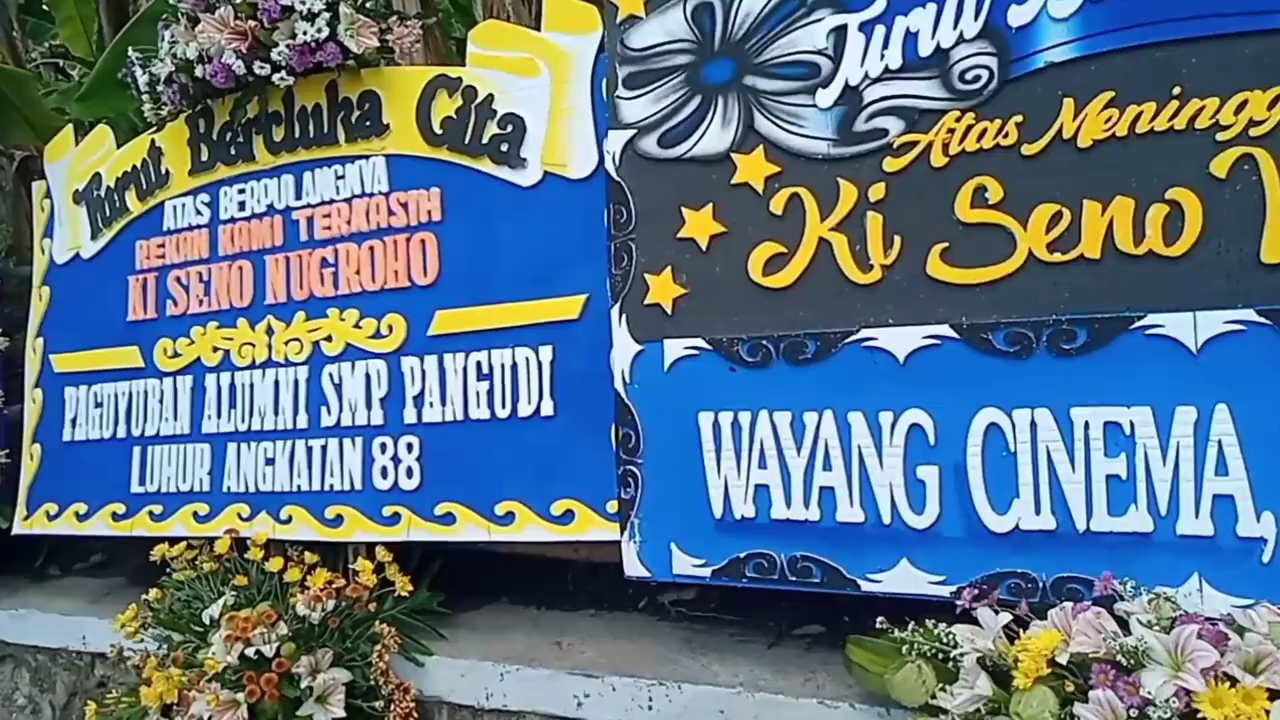 Turut Berduka Cita
ATAS BERPULANGNYA
REKAN KAMI TERKASIH
KI SENO NUGROHO
PAGUYUBAN ALUMNI SMP PANGUDI
LUHUR ANGKATAN 88
Turut
Atas Meningg
Ki Seno
WAYANG CINEMA,